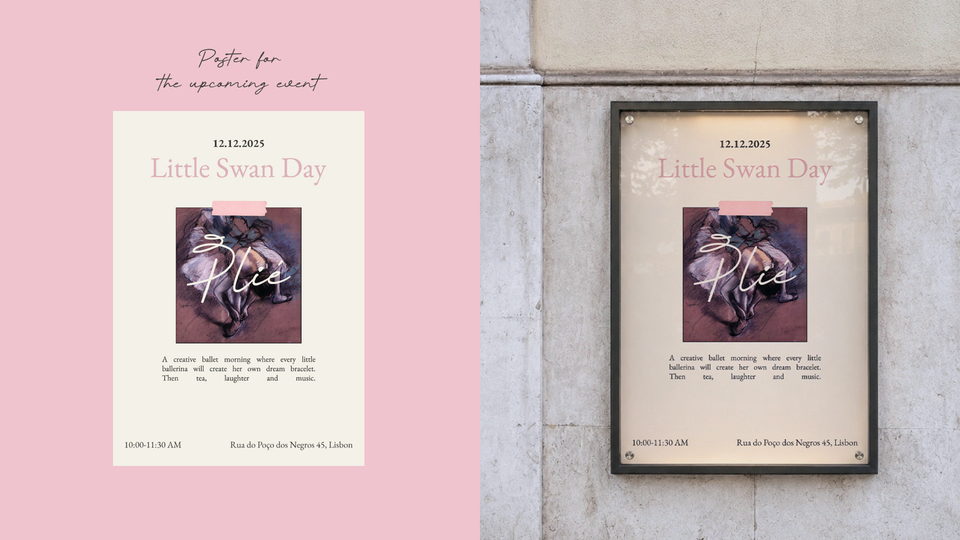 Poster for
the upcoming event
12.12.2025
Little Swan Day
Plie
A creative ballet morning where every little
ballerina will create her own dream bracelet.
Then tea, laughter and music.
10:00-11:30 AM
Rua do Poço dos Negros 45, Lisbon
12.12.2025
Little Swan Day
Plie
A creative ballet morning where every little
ballerina will create her own dream bracelet.
Then tea, laughter and music.
10:00-11:30 AM
Rua do Poço dos Negros 45, Lisbon